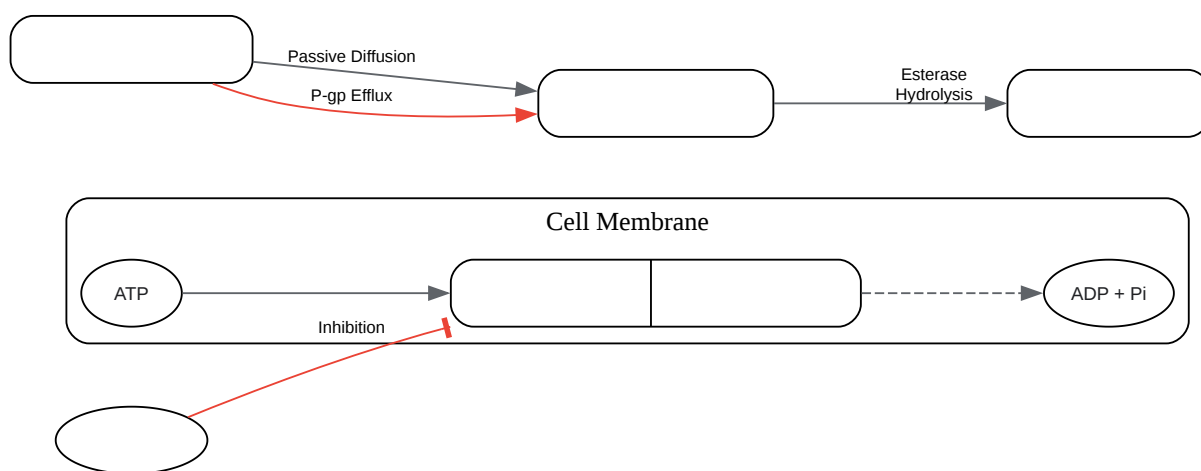 Passive Diffusion
P-gp Efflux
Esterase
Hydrolysis
Cell Membrane
ATP
ADP + Pi
Inhibition